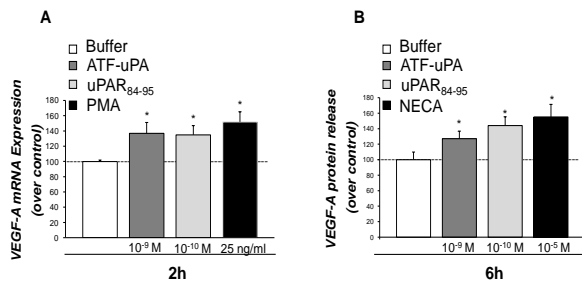 A
Buffer
ATF-uPA
uPAR84-95
PMA
VEGF-A mRNA Expression
(over control)
180
160
140
120
100
80
60
40
20
0
*
*
*
10-9 M
10-10 M
25 ng/ml
2h
B
Buffer
ATF-uPA
uPAR84-95
NECA
VEGF-A protein release
(over control)
180
160
140
120
100
80
60
40
20
0
*
*
*
10-9 M
10-10 M
10-5 M
6h